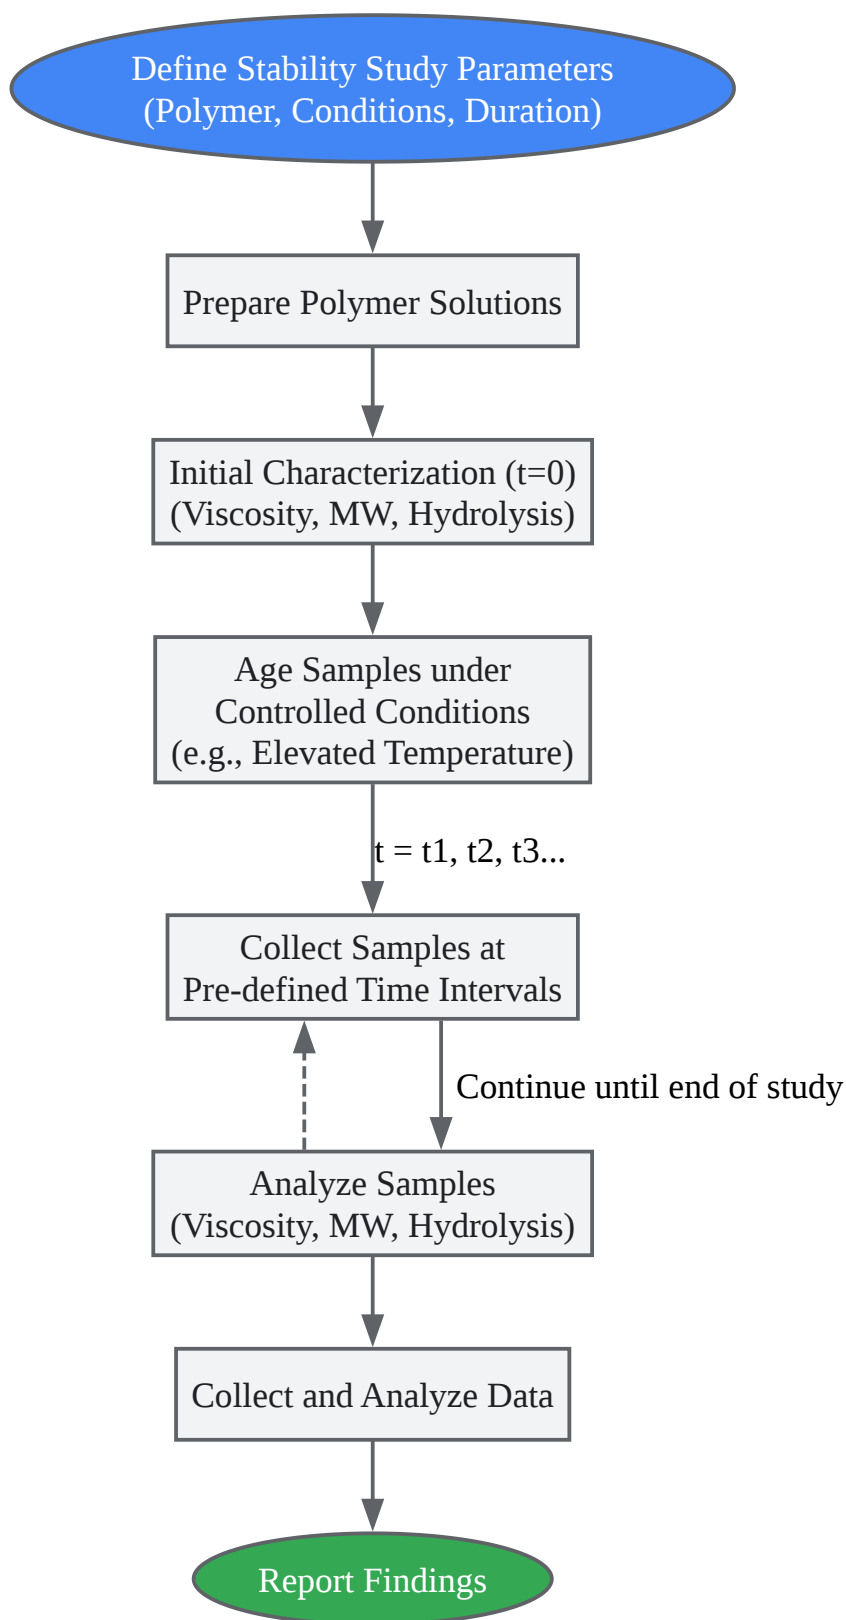 Define Stability Study Parameters
(Polymer, Conditions, Duration)
Prepare Polymer Solutions
Initial Characterization (t=0)
(Viscosity, MW, Hydrolysis)
Age Samples under
Controlled Conditions
(e.g., Elevated Temperature)
t = t1, t2, t3...
Collect Samples at
Pre-defined Time Intervals
Continue until end of study
Analyze Samples
(Viscosity, MW, Hydrolysis)
Collect and Analyze Data
Report Findings